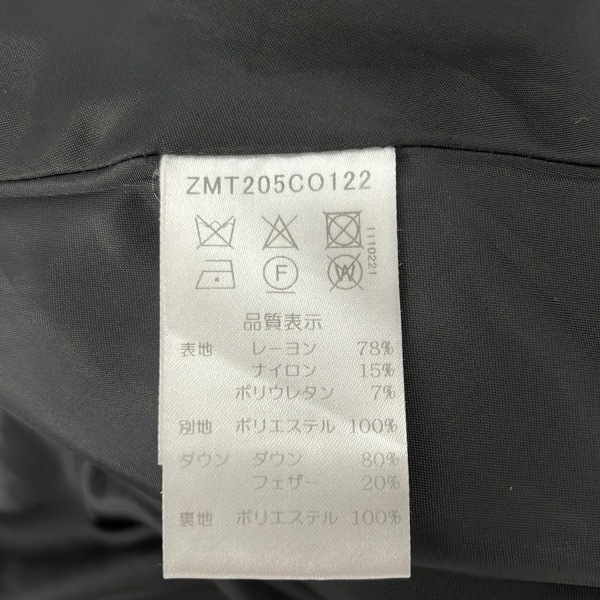 ZMT205CO122
1110221
F
W
品質表示
表地 レーヨン 78%
ナイロン 15%
ポリウレタン 7%
別地 ポリエステル 100%
ダウン ダウン 80%
フェザー 20%
裏地 ポリエステル 100%